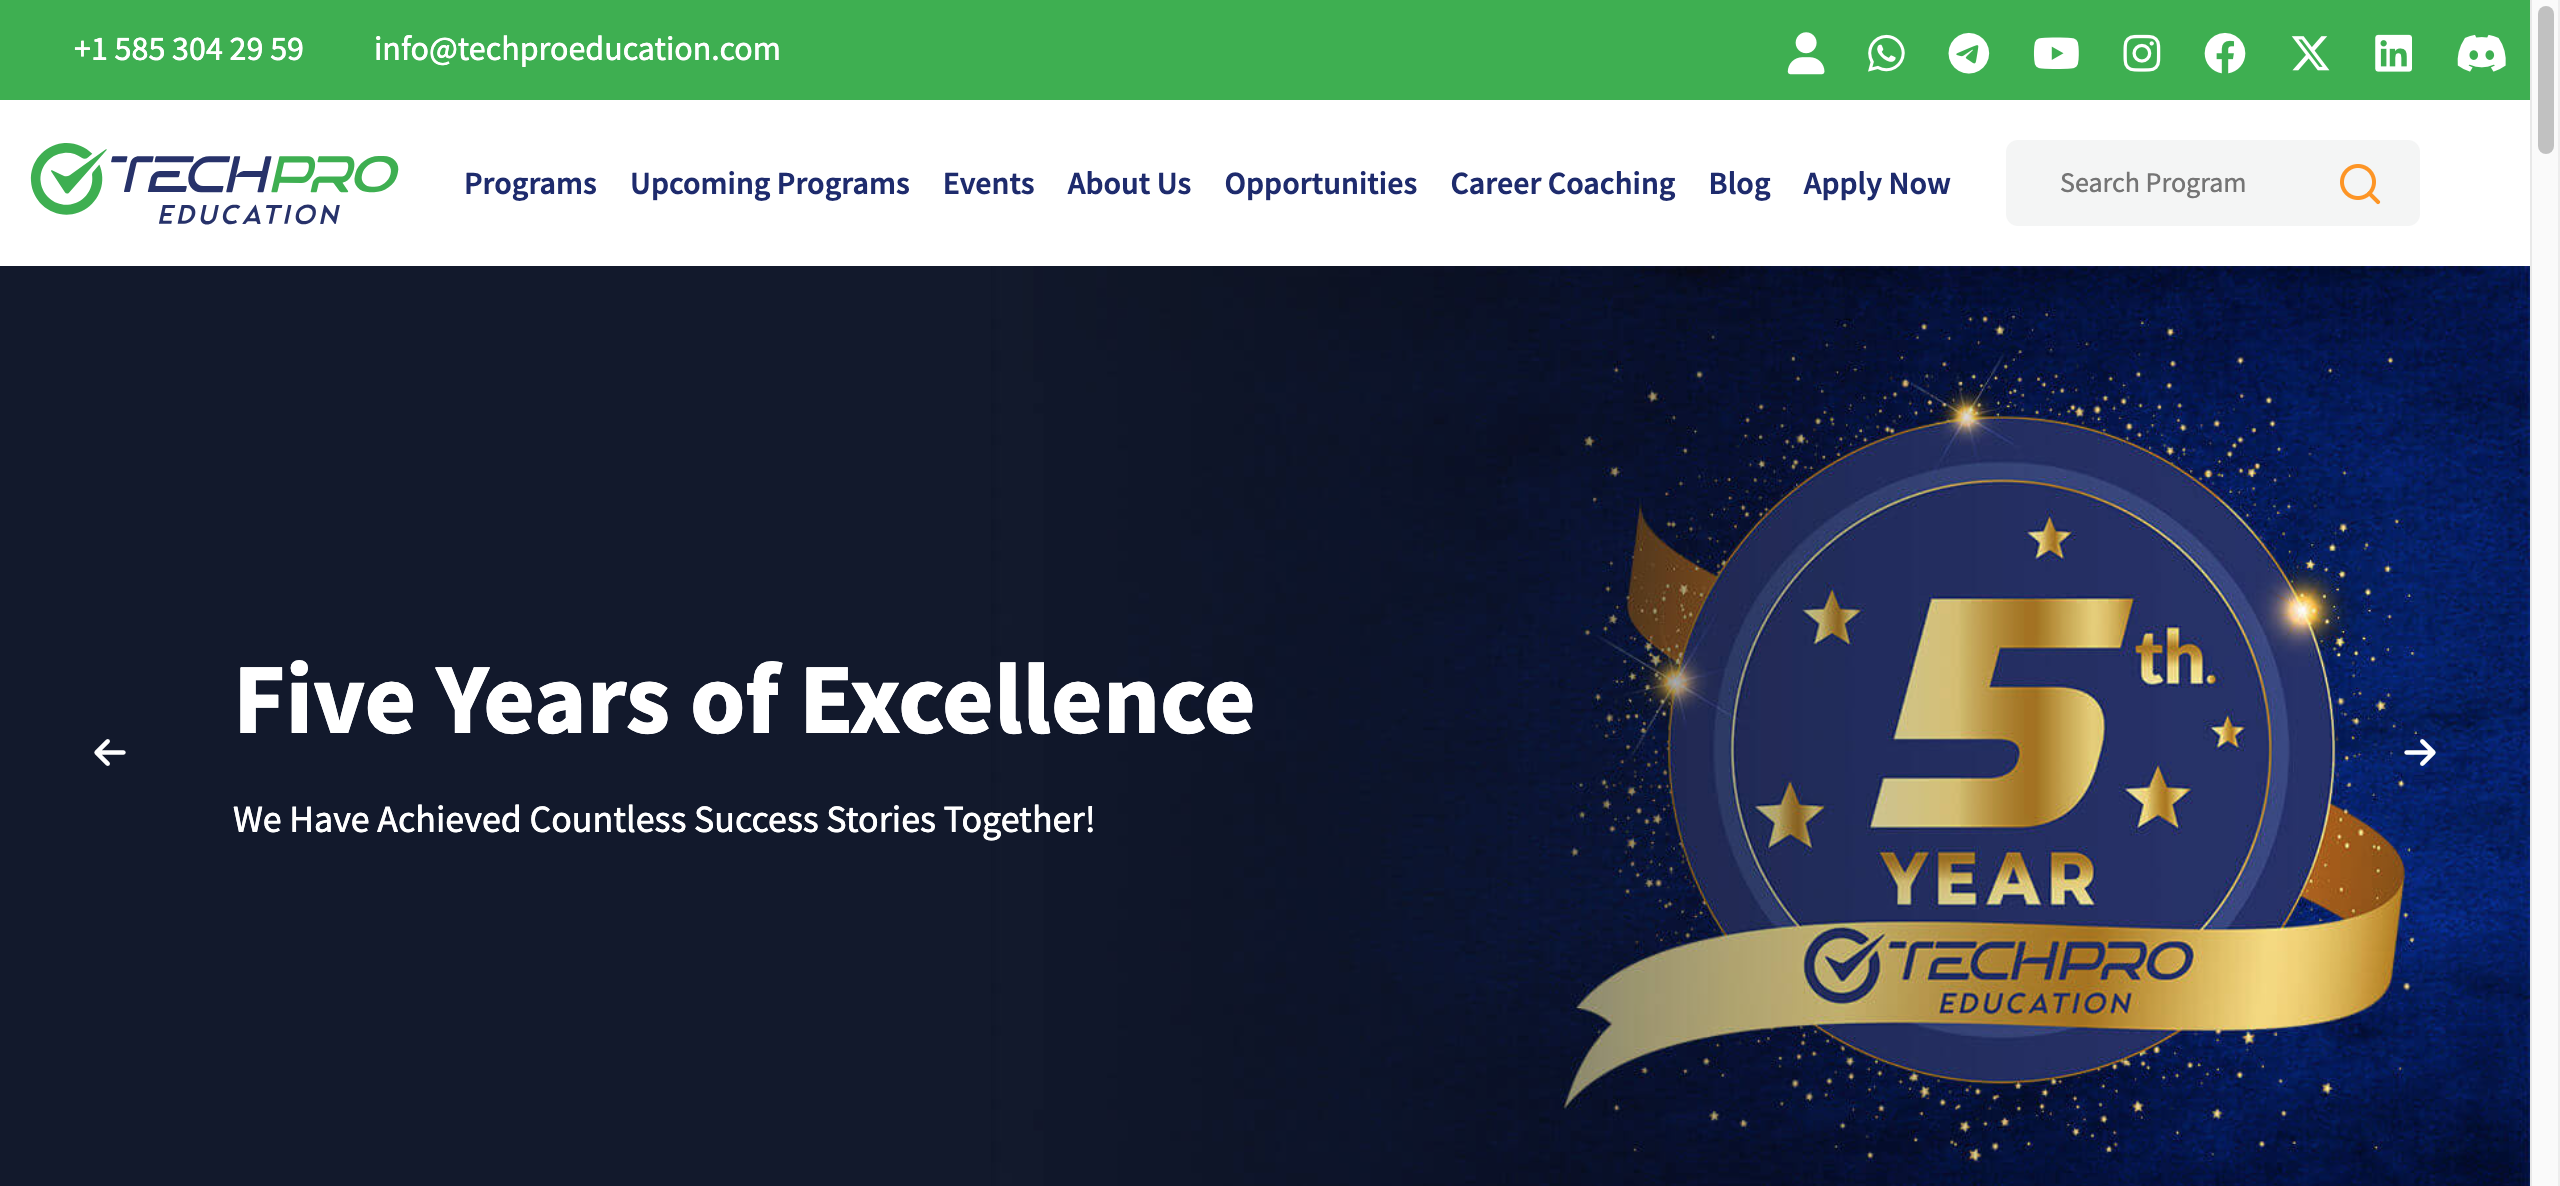 +1 585 304 29 59 info@techproeducation.com
TECHPRO
EDUCATION
Programs Upcoming Programs Events About Us Opportunities Career Coaching Blog Apply Now Search Program
Five Years of Excellence
We Have Achieved Countless Success Stories Together!
5th.
YEAR
TECHPRO
EDUCATION